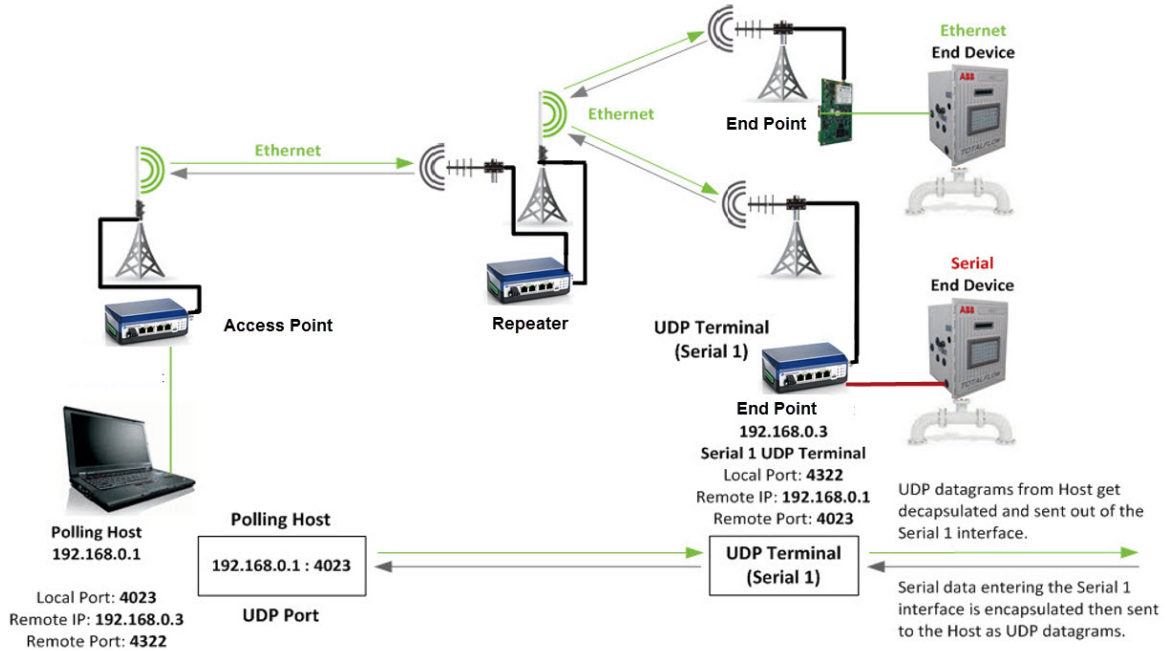 Ethernet
End Device
ABB
TOTALFLOW
End Point
Ethernet
Ethernet
Serial
End Device
ABB
TOTALFLOW
Access Point
Repeater
UDP Terminal
(Serial 1)
:
End Point
192.168.0.3
Serial 1 UDP Terminal
Local Port: 4322
Remote IP: 192.168.0.1
Remote Port: 4023
Polling Host
192.168.0.1
Local Port: 4023
Remote IP: 192.168.0.3
Remote Port: 4322
Polling Host
192.168.0.1 : 4023
UDP Port
UDP Terminal
(Serial 1)
UDP datagrams from Host get
decapsulated and sent out of the
Serial 1 interface.
Serial data entering the Serial 1
interface is encapsulated then sent
to the Host as UDP datagrams.